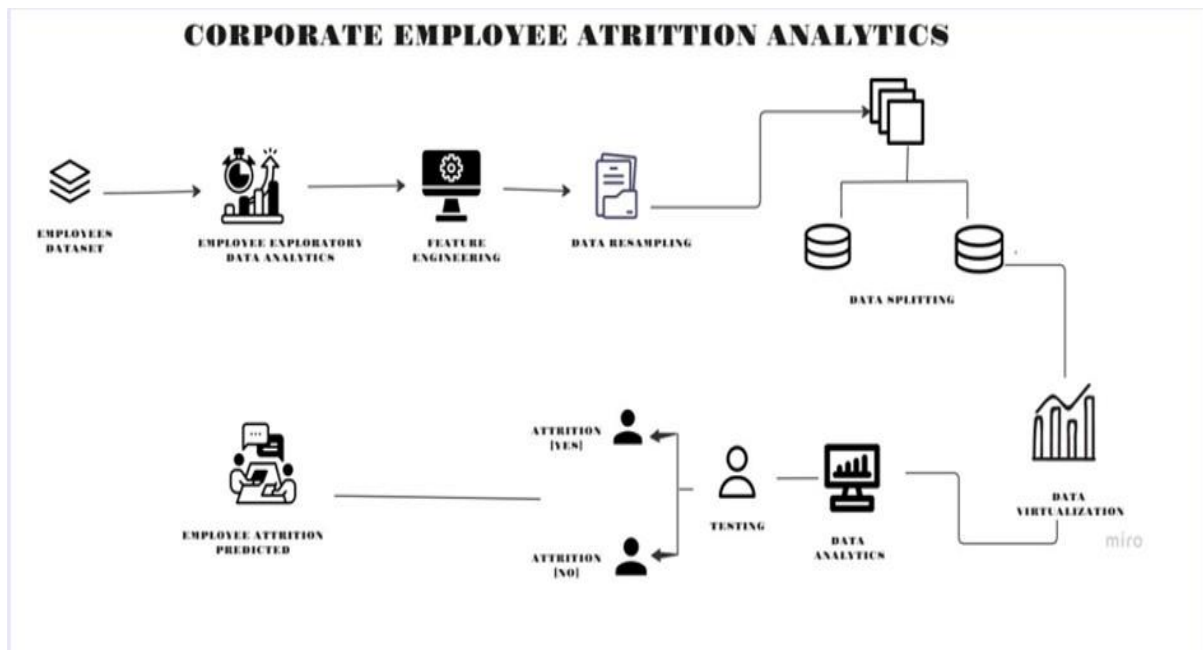 CORPORATE EMPLOYEE ATRITTION ANALYTICS
EMPLOYEES
DATASET
EMPLOYEE EXPLORATORY
DATA ANALYTICS
FEATURE
ENGINEERING
DATA RESAMPLING
DATA SPLITTING
DATA
VIRTUALIZATION
miro
DATA
ANALYTICS
TESTING
ATTRITION
[YES]
ATTRITION
[NO]
EMPLOYEE ATTRITION
PREDICTED